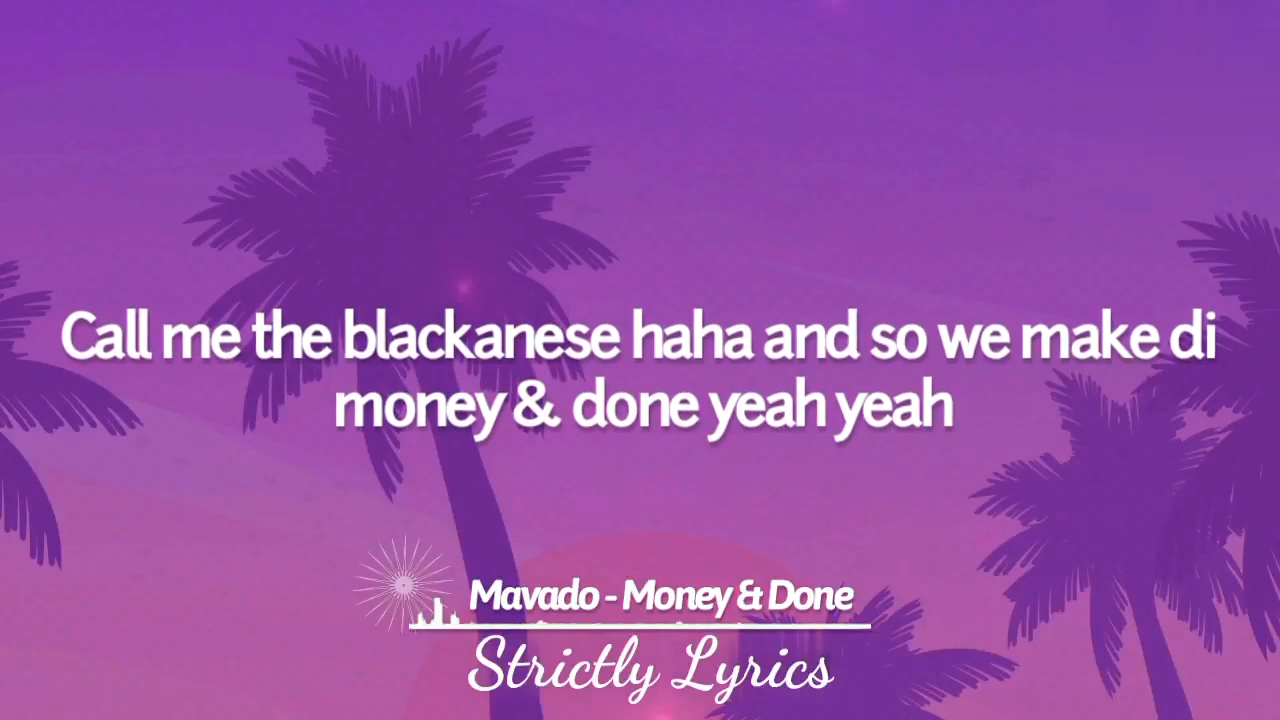 Call me the blackanese haha and so we make di
money & done yeah yeah
Mavado - Money & Done
Strictly Lyrics